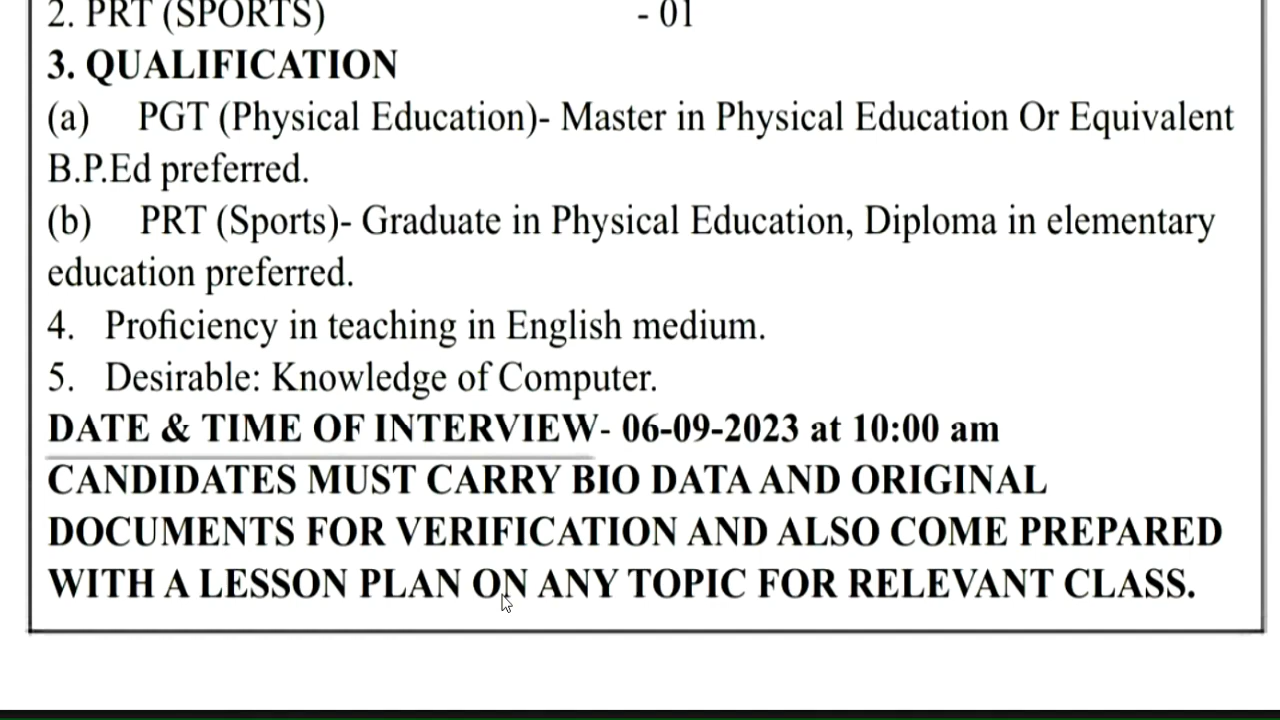 2. PRT (SPORTS) - 01
3. QUALIFICATION
(a) PGT (Physical Education)- Master in Physical Education Or Equivalent
B.P.Ed preferred.
(b) PRT (Sports)- Graduate in Physical Education, Diploma in elementary
education preferred.
4. Proficiency in teaching in English medium.
5. Desirable: Knowledge of Computer.
DATE & TIME OF INTERVIEW- 06-09-2023 at 10:00 am
CANDIDATES MUST CARRY BIO DATA AND ORIGINAL
DOCUMENTS FOR VERIFICATION AND ALSO COME PREPARED
WITH A LESSON PLAN ON ANY TOPIC FOR RELEVANT CLASS.